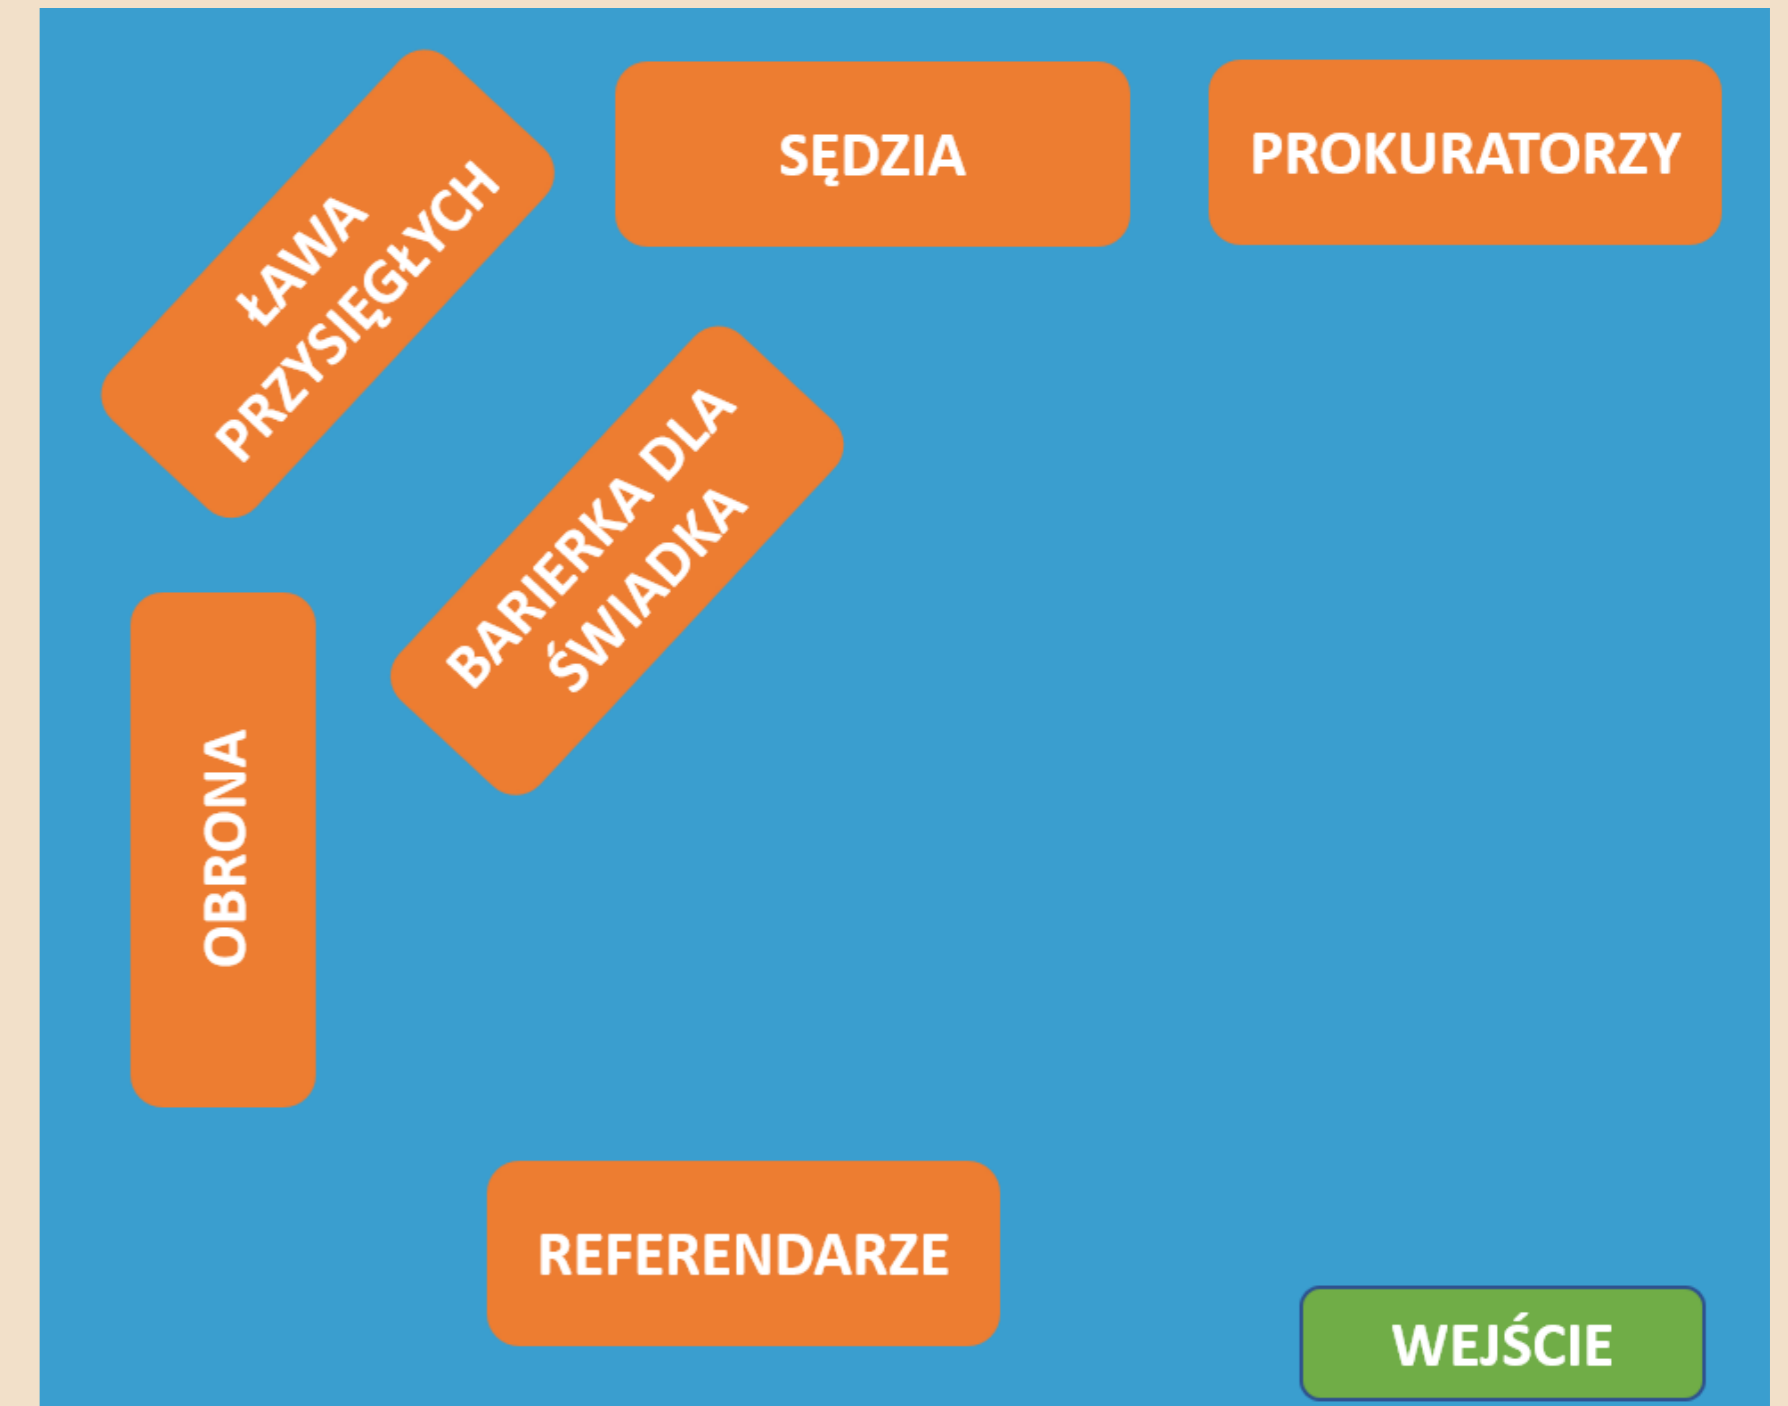 ŁAWA
PRZYSIĘGŁYCH
SĘDZIA
PROKURATORZY
BARIERKA DLA
ŚWIADKA
OBRONA
REFERENDARZE
WEJŚCIE